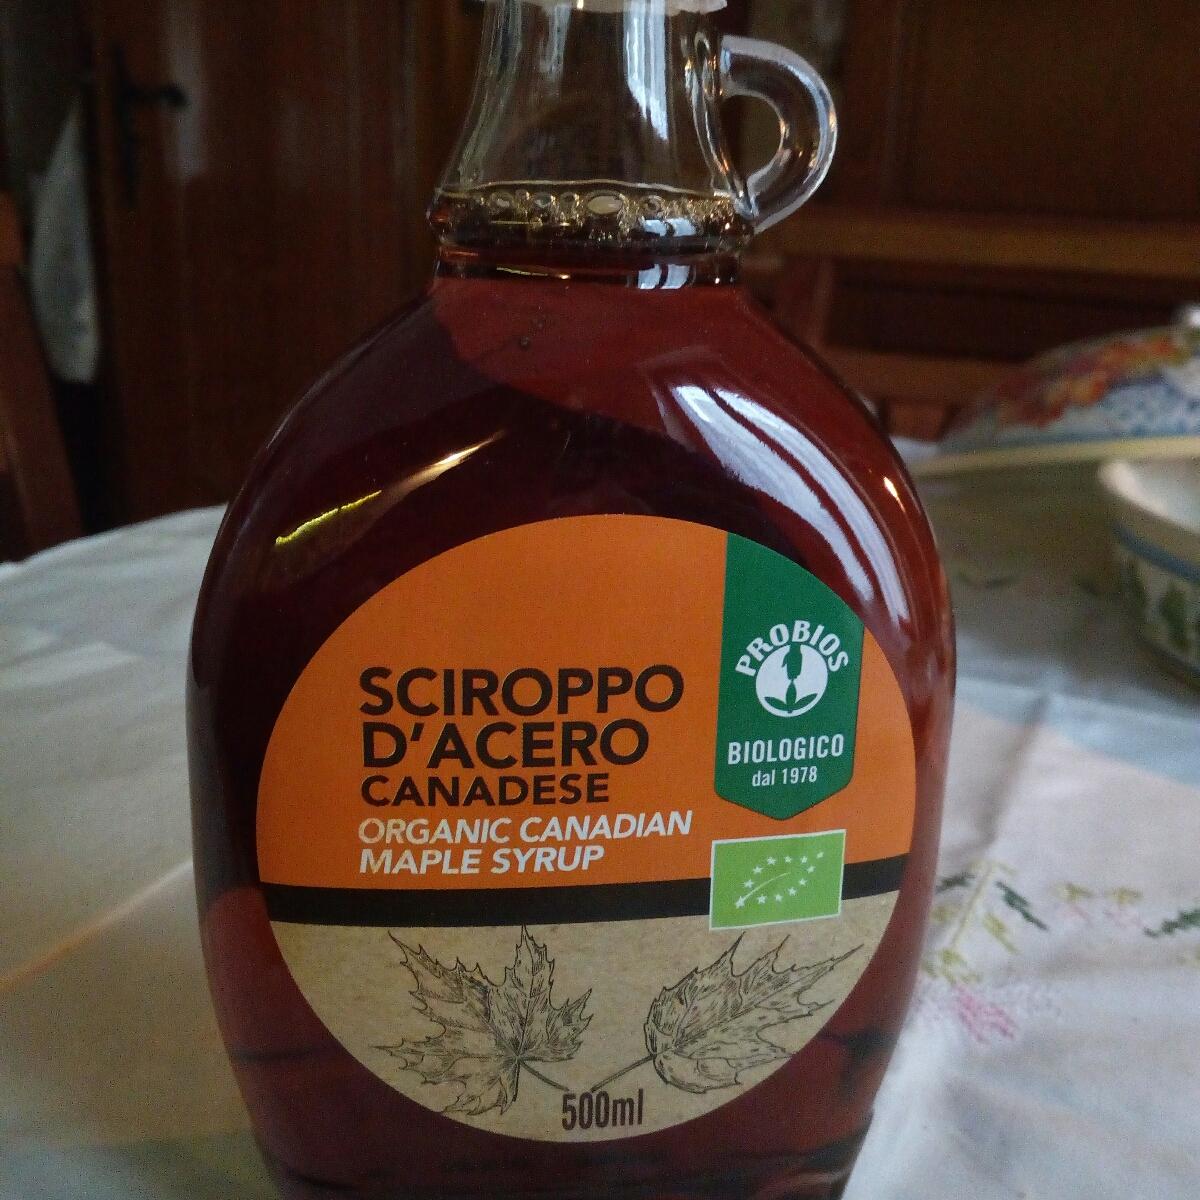 SCIROPPO
D'ACERO
CANADESE
ORGANIC CANADIAN
MAPLE SYRUP
PROBIOS
BIOLOGICO
dal 1978
500ml